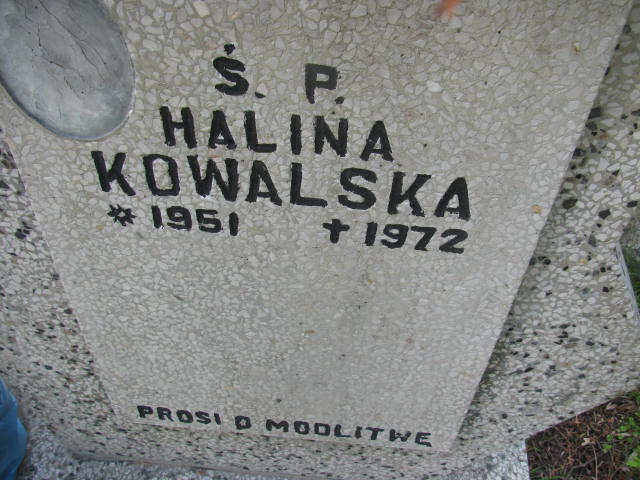 Ś. P.
HALINA
KOWALSKA
* 1951 † 1972
PROSI O MODLITWE